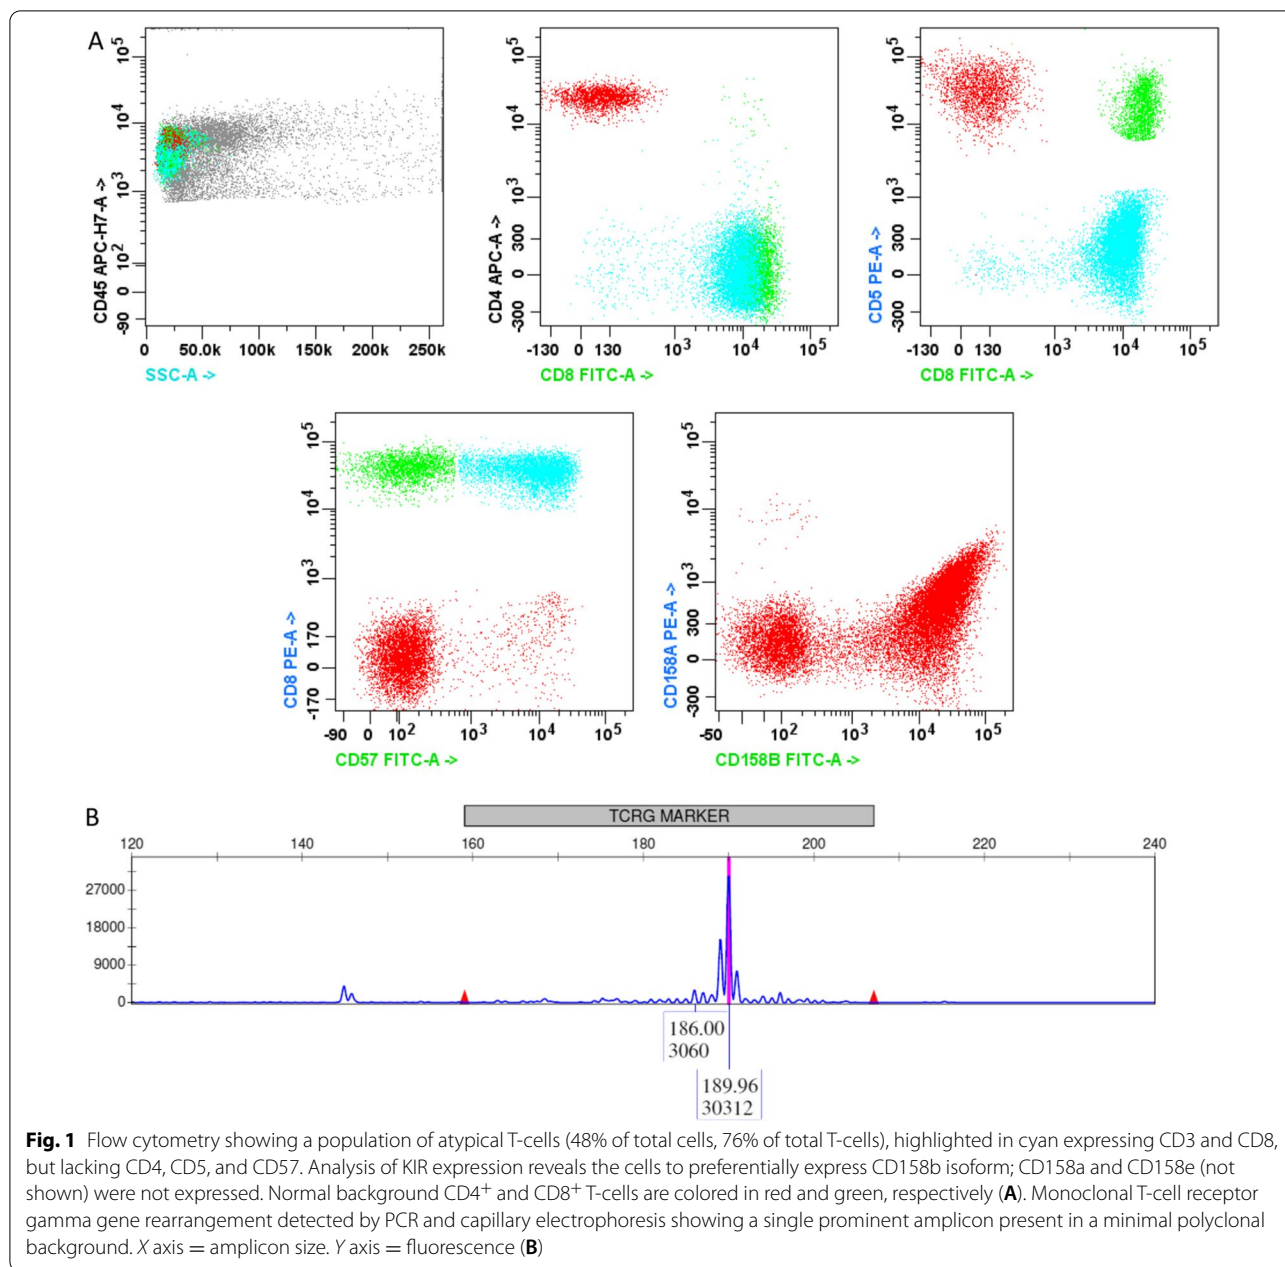 A
CD45 APC-H7-A ->
10^5
10^4
10^3
10^2
0
-90
0 50.0k 100k 150k 200k 250k
SSC-A ->
CD4 APC-A ->
10^5
10^4
10^3
300
0
-300
-130 0 130 10^3 10^4 10^5
CD8 FITC-A ->
CD5 PE-A ->
10^5
10^4
10^3
300
0
-300
-130 0 130 10^3 10^4 10^5
CD8 FITC-A ->
CD8 PE-A ->
10^5
10^4
10^3
170
0
-170
-90 0 10^2 10^3 10^4 10^5
CD57 FITC-A ->
CD158A PE-A ->
10^4
10^3
300
0
-300
-50 10^2 10^3 10^4 10^5
CD158B FITC-A ->
B
TCRG MARKER
120 140 160 180 200 220 240
27000
18000
9000
0
186.00
3060
189.96
30312
Fig. 1 Flow cytometry showing a population of atypical T-cells (48% of total cells, 76% of total T-cells), highlighted in cyan expressing CD3 and CD8,
but lacking CD4, CD5, and CD57. Analysis of KIR expression reveals the cells to preferentially express CD158b isoform; CD158a and CD158e (not
shown) were not expressed. Normal background CD4+ and CD8+ T-cells are colored in red and green, respectively (A). Monoclonal T-cell receptor
gamma gene rearrangement detected by PCR and capillary electrophoresis showing a single prominent amplicon present in a minimal polyclonal
background. X axis = amplicon size. Y axis = fluorescence (B)